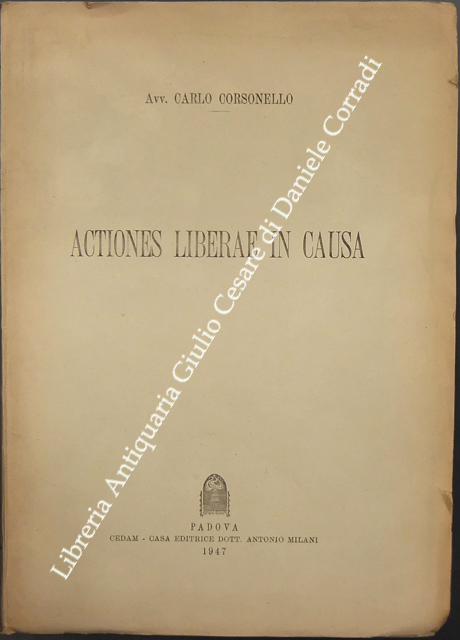 Avv. CARLO CORSONELLO
ACTIONES LIBERAE IN CAUSA
Libreria Antiquaria Giulio Cesare di Daniele Corradi
PADOVA
CEDAM - CASA EDITRICE DOTT. ANTONIO MILANI
1947